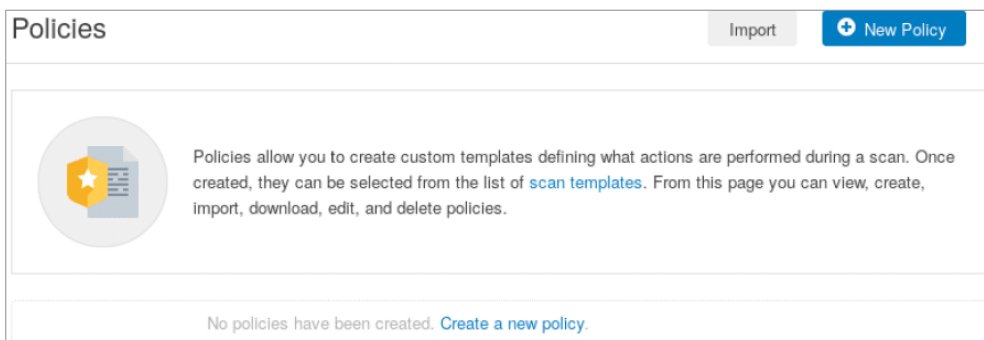 Policies
Import
New Policy
Policies allow you to create custom templates defining what actions are performed during a scan. Once
created, they can be selected from the list of scan templates. From this page you can view, create,
import, download, edit, and delete policies.
No policies have been created. Create a new policy.